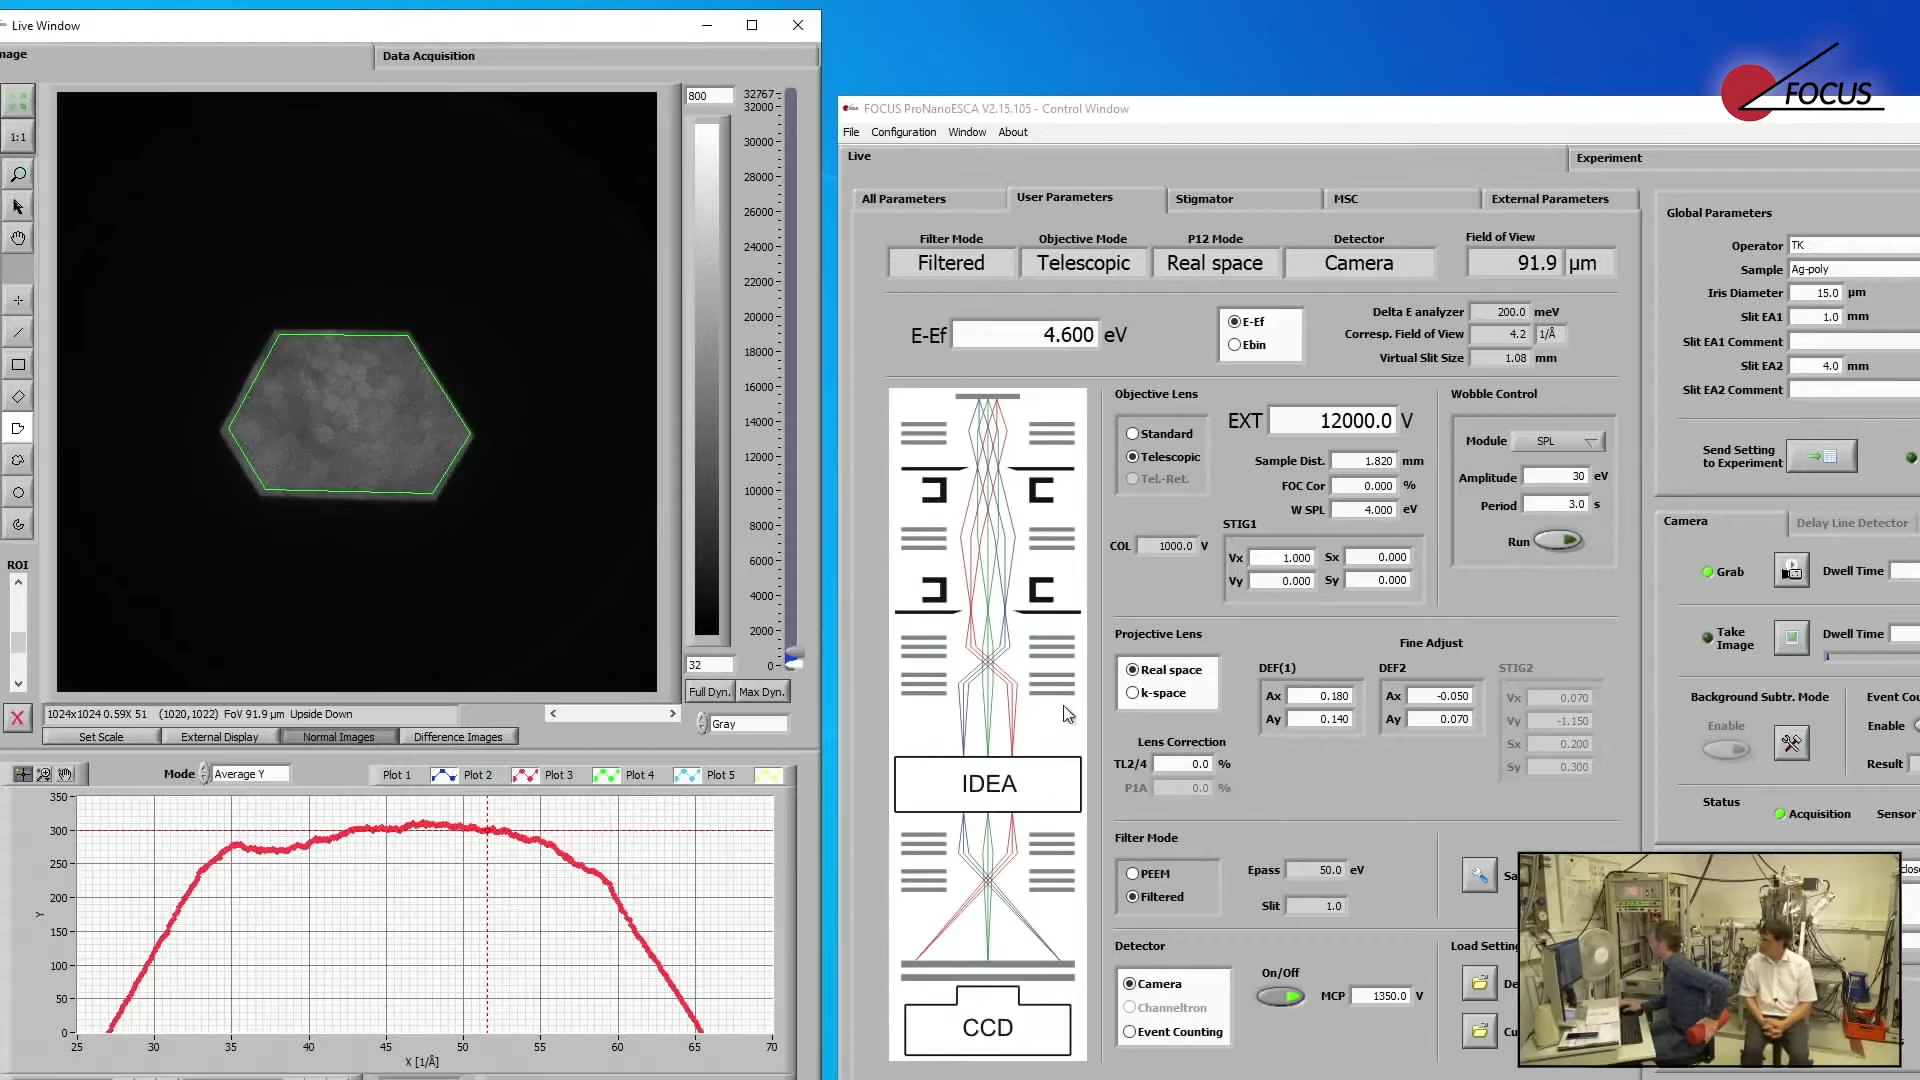 Live Window
mage
Data Acquisition
800
32767
32000
30000
28000
26000
24000
22000
20000
18000
16000
14000
12000
10000
8000
6000
4000
2000
0
32
Full Dyn. Max Dyn.
Gray
1:1
ROI
1024x1024 0.59X 51 (1020,1022) FoV 91.9 µm Upside Down
Set Scale External Display Normal Images Difference Images
Mode Average Y Plot 1 Plot 2 Plot 3 Plot 4 Plot 5
350
300
250
200
150
100
50
0
Y
25 30 35 40 45 50 55 60 65 70
X [1/Å]
FOCUS
FOCUS ProNanoESCA V2.15.105 - Control Window
File Configuration Window About
Live Experiment
All Parameters User Parameters Stigmator MSC External Parameters
Filter Mode Objective Mode P12 Mode Detector Field of View
Filtered Telescopic Real space Camera 91.9 µm
E-Ef 4.600 eV
E-Ef
Ebin
Delta E analyzer 200.0 meV
Corresp. Field of View 4.2 1/Å
Virtual Slit Size 1.08 mm
IDEA
CCD
Objective Lens
Standard
Telescopic
Tel.-Ret.
EXT 12000.0 V
Sample Dist. 1.820 mm
FOC Cor 0.000 %
W SPL 4.000 eV
COL 1000.0 V
STIG1
Vx 1.000 Sx 0.000
Vy 0.000 Sy 0.000
Wobble Control
Module SPL
Amplitude 30 eV
Period 3.0 s
Run
Projective Lens
Real space
k-space
Fine Adjust
DEF(1) DEF2 STIG2
Ax 0.180 Ax -0.050 Vx 0.070
Ay 0.140 Ay 0.070 Vy -1.150
Sx 0.200
Sy 0.300
Lens Correction
TL2/4 0.0 %
P1A 0.0 %
Filter Mode
PEEM
Filtered
Epass 50.0 eV
Slit 1.0
Sa
Detector
Camera
Channeltron
Event Counting
On/Off
MCP 1350.0 V
Load Setting
De
Cu
Global Parameters
Operator TK
Sample Ag-poly
Iris Diameter 15.0 µm
Slit EA1 1.0 mm
Slit EA1 Comment
Slit EA2 4.0 mm
Slit EA2 Comment
Send Setting
to Experiment
Camera Delay Line Detector
Grab Dwell Time
Take
Image Dwell Time
Background Subtr. Mode Event Cou
Enable Enable
Result
Status
Acquisition Sensor
close